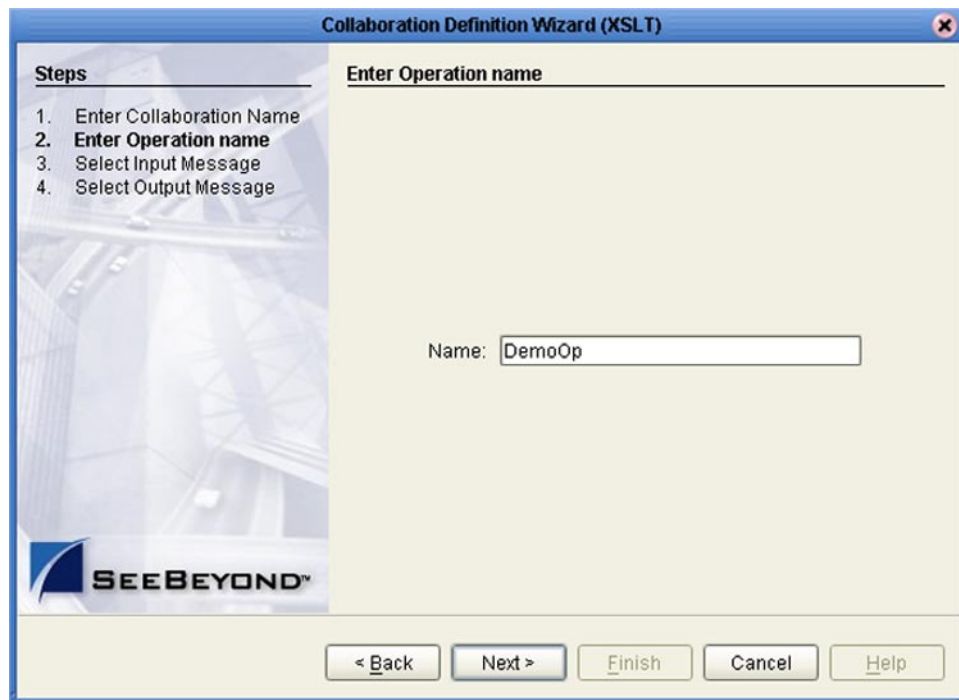 Collaboration Definition Wizard (XSLT)
Steps
1. Enter Collaboration Name
2. Enter Operation name
3. Select Input Message
4. Select Output Message
SEEBEYOND™
Enter Operation name
Name: DemoOp
< Back Next > Finish Cancel Help